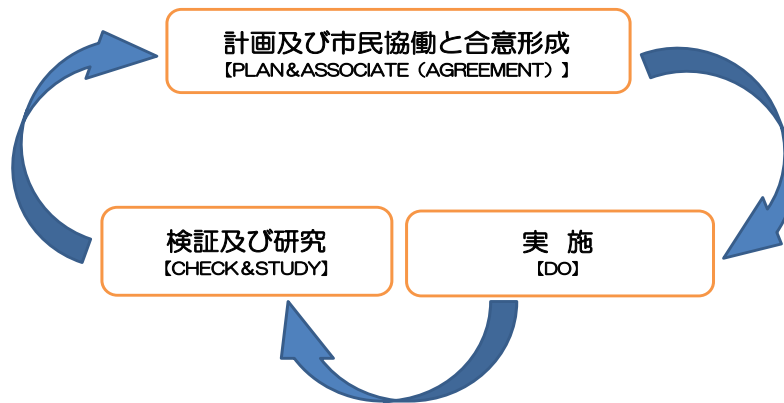 計画及び市民協働と合意形成
【PLAN&ASSOCIATE（AGREEMENT）】
検証及び研究
【CHECK&STUDY】
実 施
【DO】